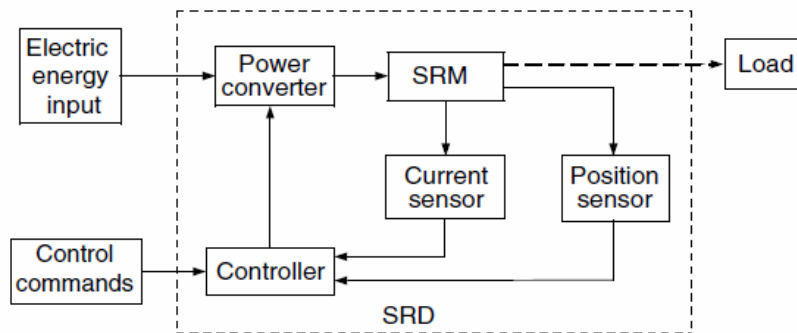 Electric
energy
input
Power
converter
SRM
Load
Current
sensor
Position
sensor
Control
commands
Controller
SRD